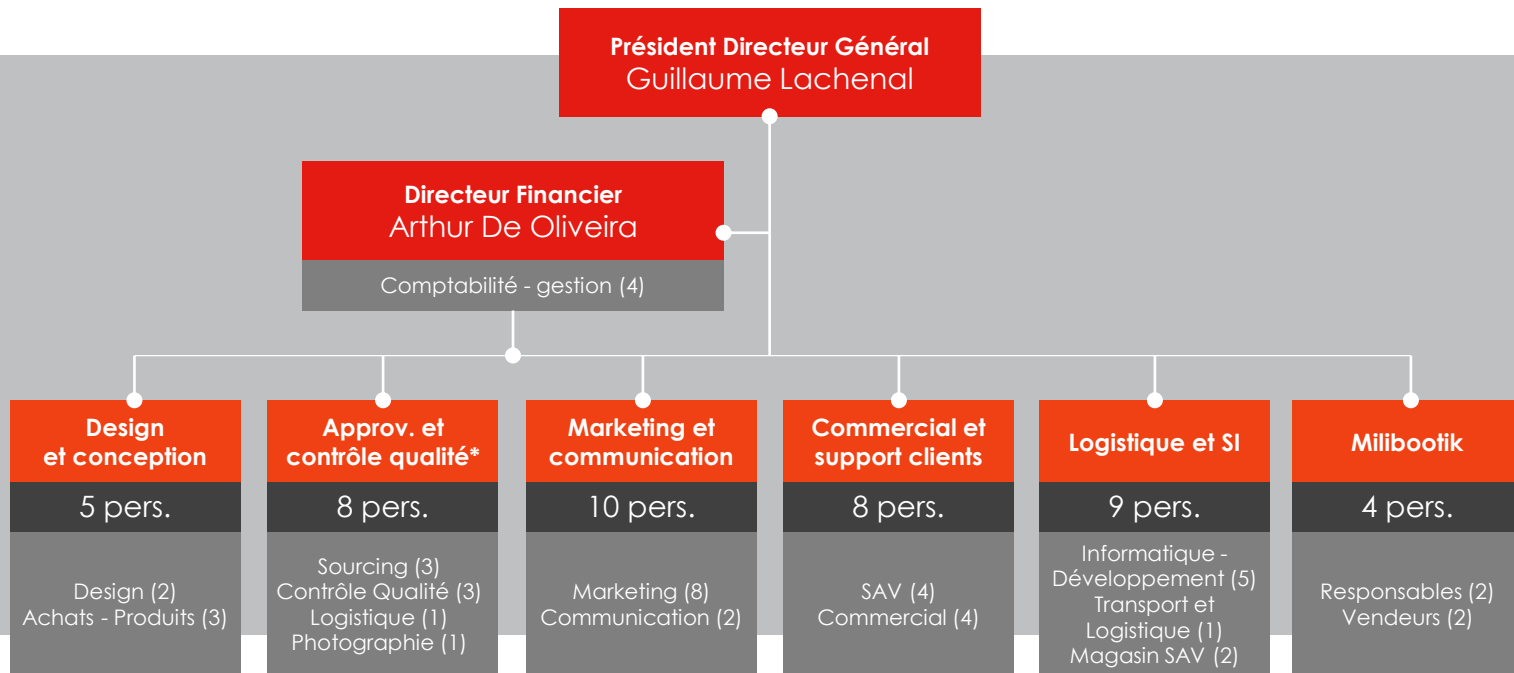 Président Directeur Général
Guillaume Lachenal
Directeur Financier
Arthur De Oliveira
Comptabilité - gestion (4)
Design
et conception
5 pers.
Design (2)
Achats - Produits (3)
Approv. et
contrôle qualité*
8 pers.
Sourcing (3)
Contrôle Qualité (3)
Logistique (1)
Photographie (1)
Marketing et
communication
10 pers.
Marketing (8)
Communication (2)
Commercial et
support clients
8 pers.
SAV (4)
Commercial (4)
Logistique et SI
9 pers.
Informatique -
Développement (5)
Transport et
Logistique (1)
Magasin SAV (2)
Milibootik
4 pers.
Responsables (2)
Vendeurs (2)